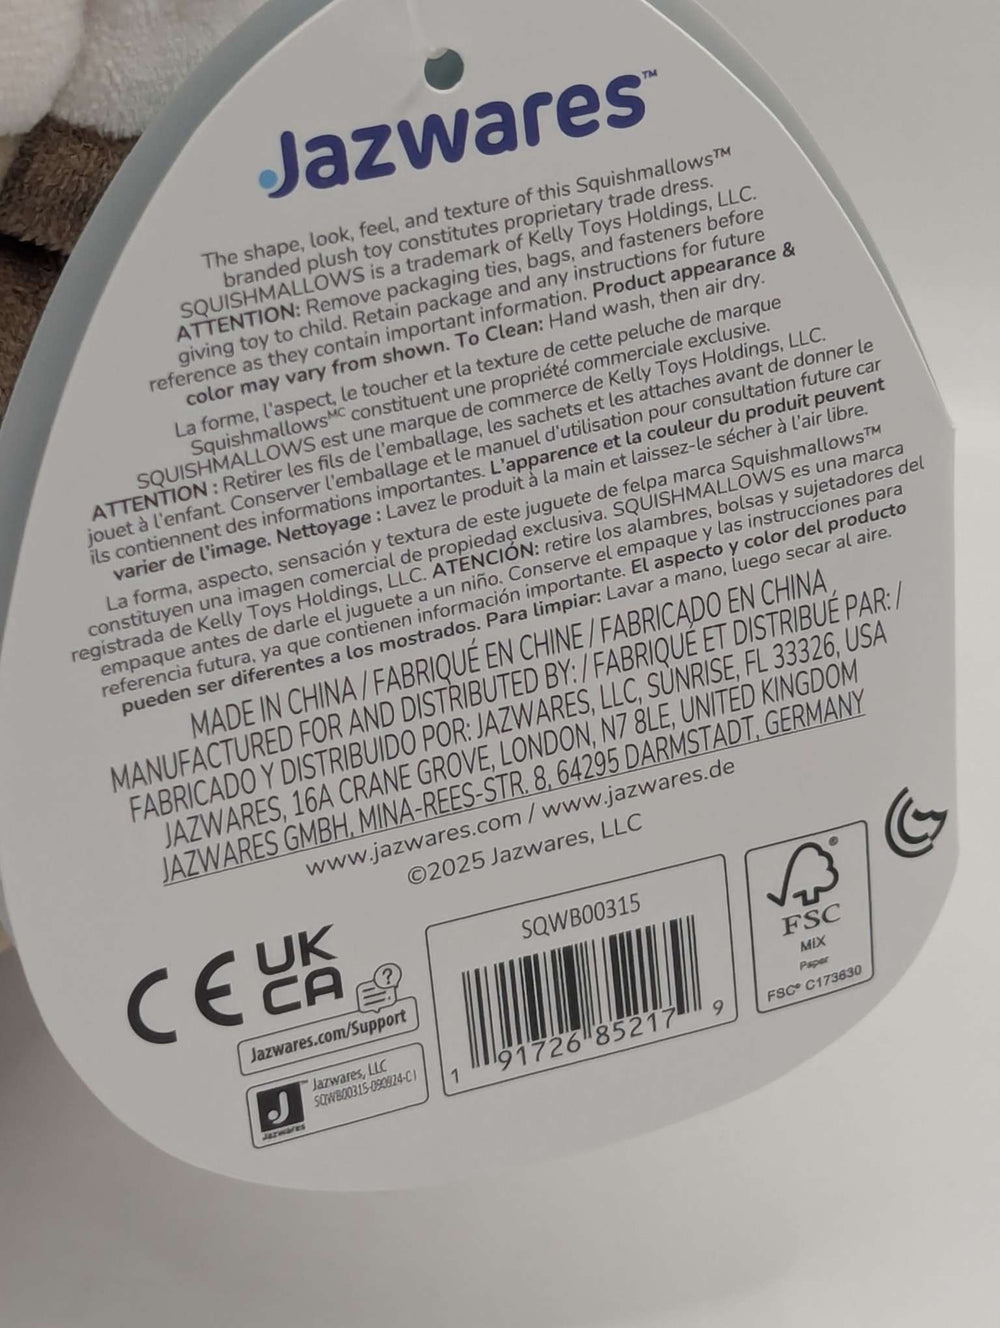 Jazwares™
The shape, look, feel, and texture of this Squishmallows™
branded plush toy constitutes proprietary trade dress.
SQUISHMALLOWS is a trademark of Kelly Toys Holdings, LLC.
ATTENTION: Remove packaging ties, bags, and fasteners before
giving toy to child. Retain package and any instructions for future
reference as they contain important information. Product appearance &
color may vary from shown. To Clean: Hand wash, then air dry.
La forme, l'aspect, le toucher et la texture de cette peluche de marque
Squishmallows™ᶜ constituent une propriété commerciale exclusive.
SQUISHMALLOWS est une marque de commerce de Kelly Toys Holdings, LLC.
ATTENTION : Retirer les fils de l'emballage, les sachets et les attaches avant de donner le
jouet à l'enfant. Conserver l'emballage et le manuel d'utilisation pour consultation future car
ils contiennent des informations importantes. L'apparence et la couleur du produit peuvent
varier de l'image. Nettoyage : Lavez le produit à la main et laissez-le sécher à l'air libre.
La forma, aspecto, sensación y textura de este juguete de felpa marca Squishmallows™
constituyen una imagen comercial de propiedad exclusiva. SQUISHMALLOWS es una marca
registrada de Kelly Toys Holdings, LLC. ATENCIÓN: retire los alambres, bolsas y sujetadores del
empaque antes de darle el juguete a un niño. Conserve el empaque y las instrucciones para
referencia futura, ya que contienen información importante. El aspecto y color del producto
pueden ser diferentes a los mostrados. Para limpiar: Lavar a mano, luego secar al aire.
MADE IN CHINA / FABRIQUÉ EN CHINE / FABRICADO EN CHINA
MANUFACTURED FOR AND DISTRIBUTED BY: / FABRIQUÉ ET DISTRIBUÉ PAR: /
FABRICADO Y DISTRIBUIDO POR: JAZWARES, LLC, SUNRISE, FL 33326, USA
JAZWARES, 16A CRANE GROVE, LONDON, N7 8LE, UNITED KINGDOM
JAZWARES GMBH, MINA-REES-STR. 8, 64295 DARMSTADT, GERMANY
www.jazwares.com / www.jazwares.de
©2025 Jazwares, LLC
CE
UK
CA
?
Jazwares.com/Support
J™
Jazwares
Jazwares, LLC
SQWB00315-090924-C1
SQWB00315
1 91726 85217 9
®
FSC
MIX
Paper
FSC® C173630